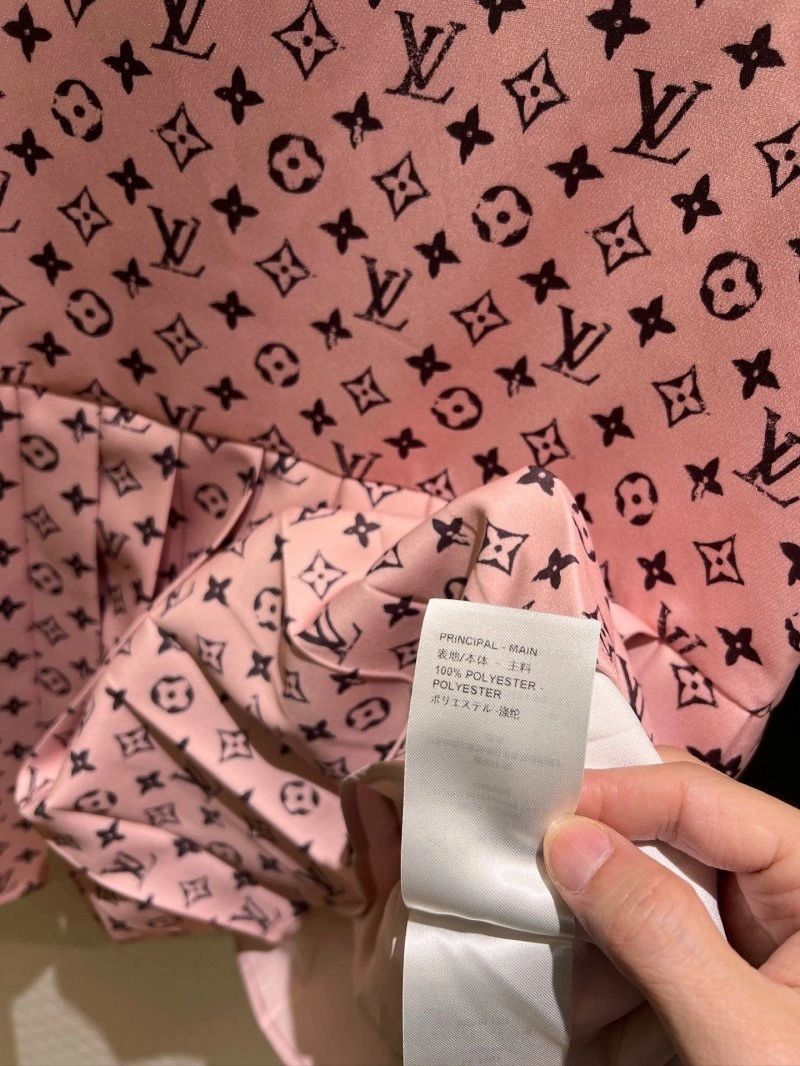 PRINCIPAL - MAIN
表地/本体 - 主料
100% POLYESTER -
POLYESTER
ポリエステル -涤纶